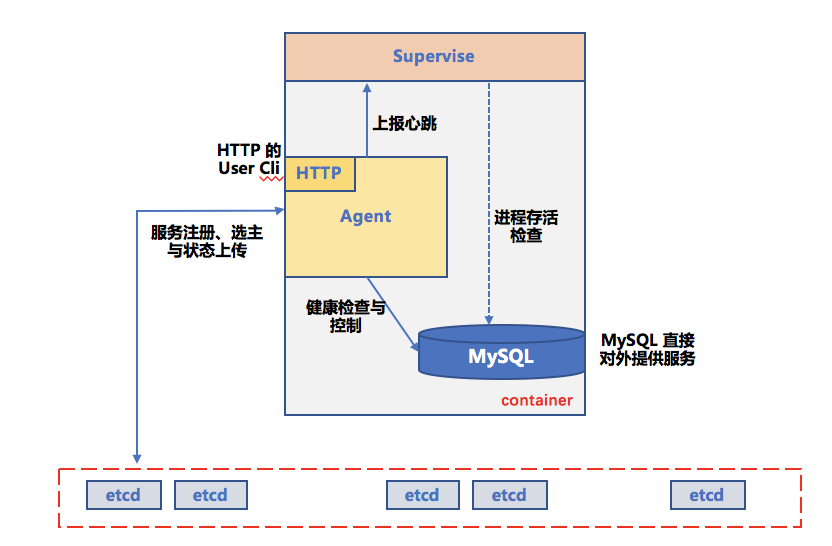 Supervise
上报心跳
HTTP 的
User Cli
HTTP
Agent
服务注册、选主
与状态上传
进程存活
检查
健康检查与
控制
MySQL
MySQL 直接
对外提供服务
container
etcd
etcd
etcd
etcd
etcd